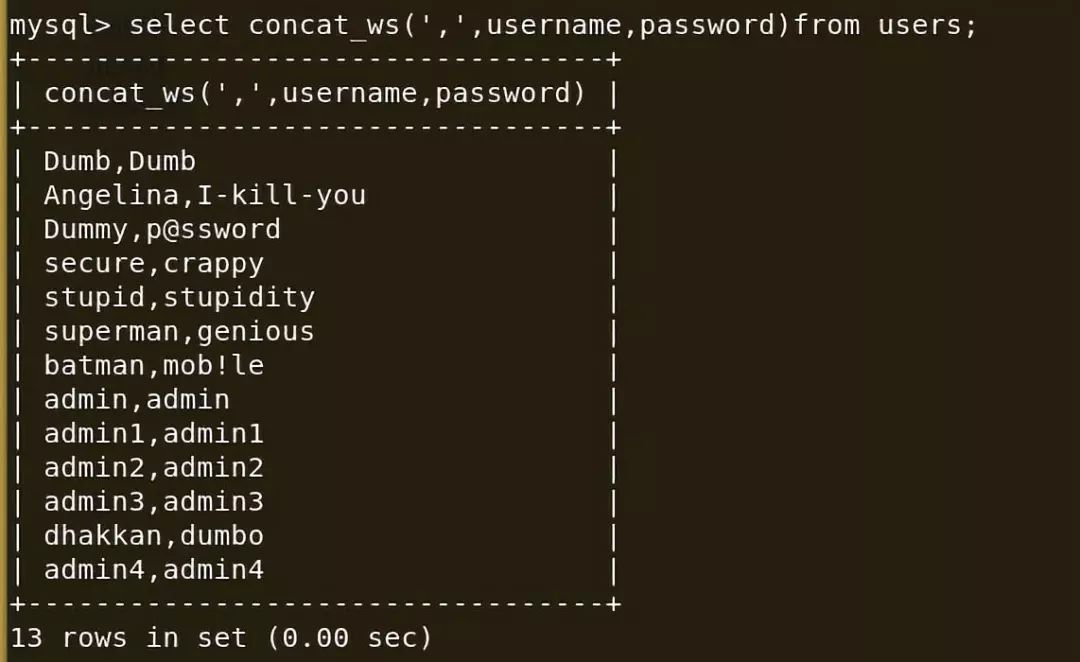 mysql> select concat_ws(',',username,password)from users;
+----------------------------------+
| concat_ws(',',username,password) |
+----------------------------------+
| Dumb,Dumb                        |
| Angelina,I-kill-you              |
| Dummy,p@ssword                   |
| secure,crappy                    |
| stupid,stupidity                 |
| superman,genious                 |
| batman,mob!le                    |
| admin,admin                      |
| admin1,admin1                    |
| admin2,admin2                    |
| admin3,admin3                    |
| dhakkan,dumbo                    |
| admin4,admin4                    |
+----------------------------------+
13 rows in set (0.00 sec)